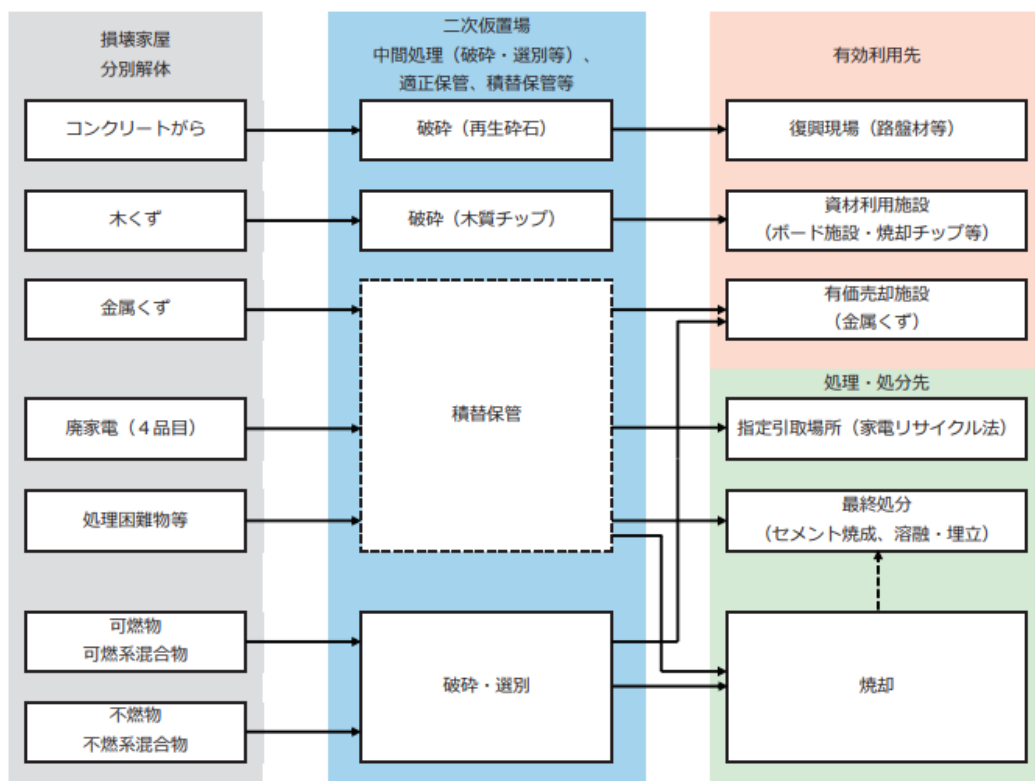 損壊家屋
分別解体
コンクリートがら
木くず
金属くず
廃家電（４品目）
処理困難物等
可燃物
可燃系混合物
不燃物
不燃系混合物
二次仮置場
中間処理（破砕・選別等）、
適正保管、積替保管等
破砕（再生砕石）
破砕（木質チップ）
積替保管
破砕・選別
有効利用先
復興現場（路盤材等）
資材利用施設
（ボード施設・焼却チップ等）
有価売却施設
（金属くず）
処理・処分先
指定引取場所（家電リサイクル法）
最終処分
（セメント焼成、溶融・埋立）
焼却